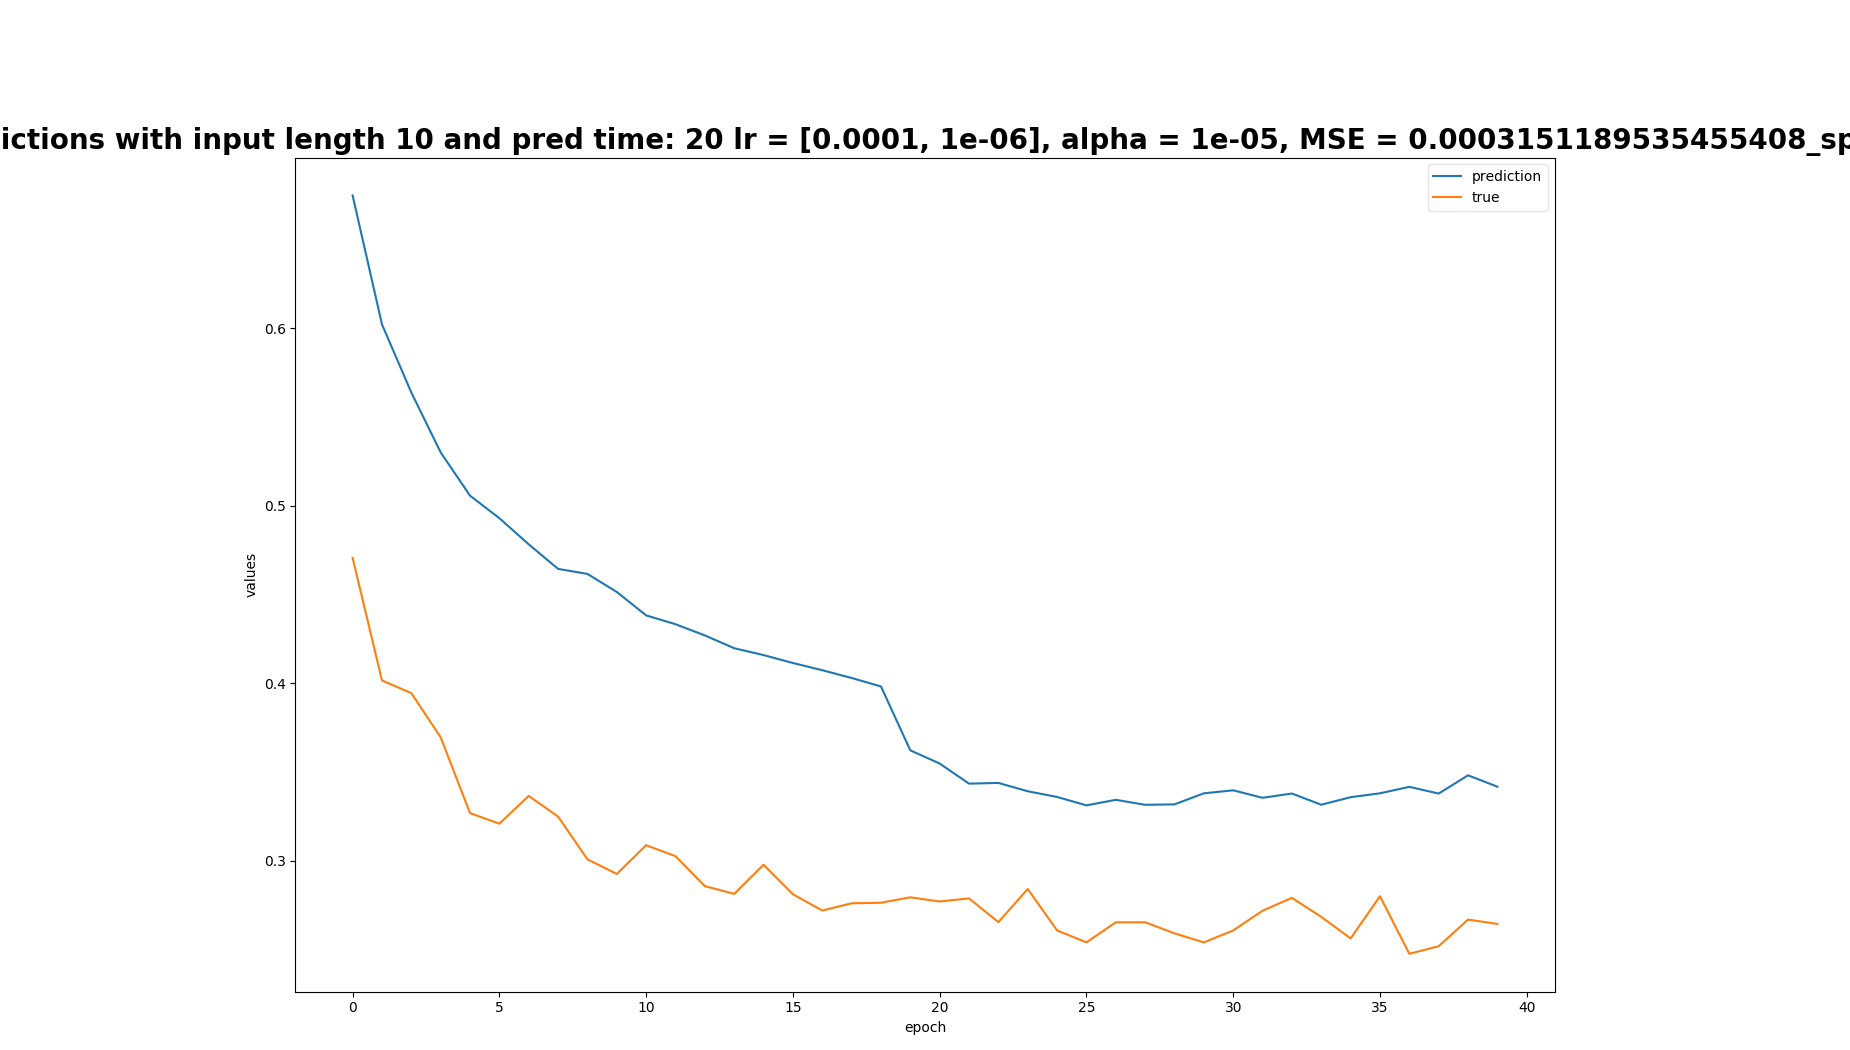 ictions with input length 10 and pred time: 20 lr = [0.0001, 1e-06], alpha = 1e-05, MSE = 0.0003151189535455408_sp
prediction
true
0.6
0.5
0.4
0.3
values
0 5 10 15 20 25 30 35 40
epoch